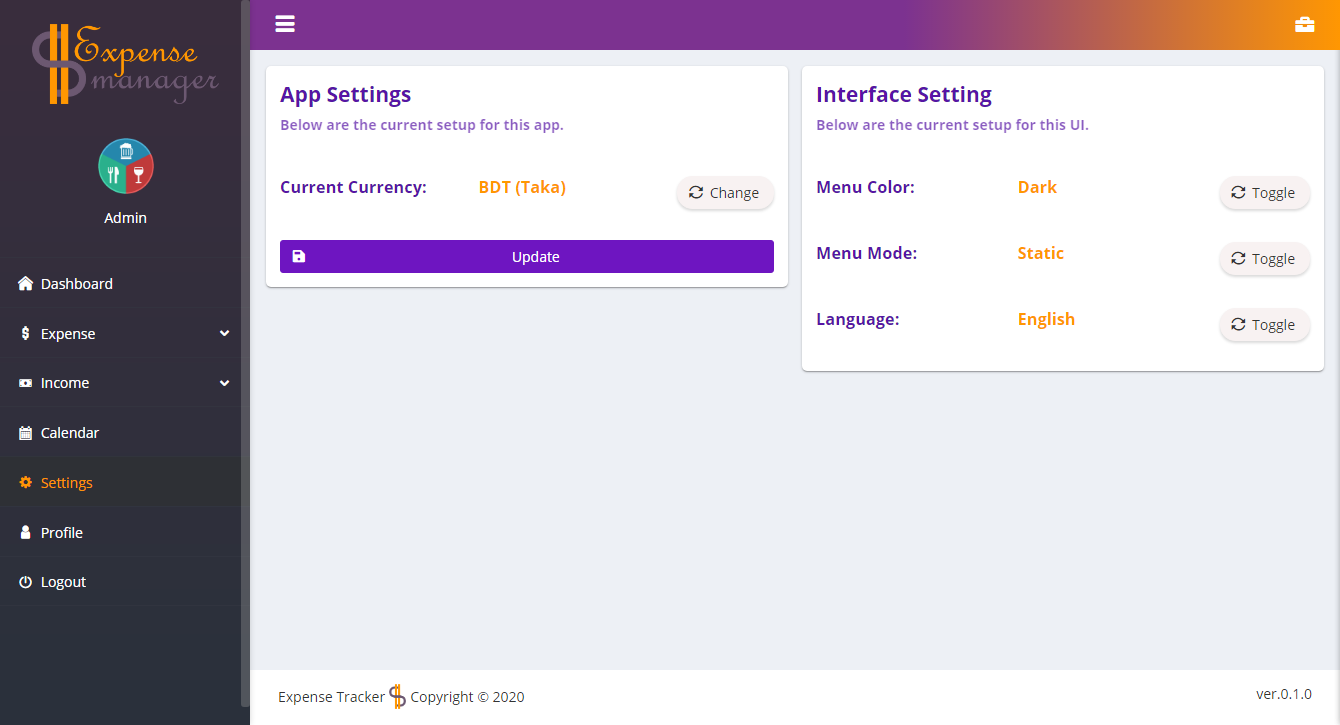 Expense
manager
Admin
Dashboard
Expense
Income
Calendar
Settings
Profile
Logout
App Settings
Below are the current setup for this app.
Current Currency: BDT (Taka) Change
Update
Interface Setting
Below are the current setup for this UI.
Menu Color: Dark Toggle
Menu Mode: Static Toggle
Language: English Toggle
Expense Tracker Copyright © 2020
ver.0.1.0